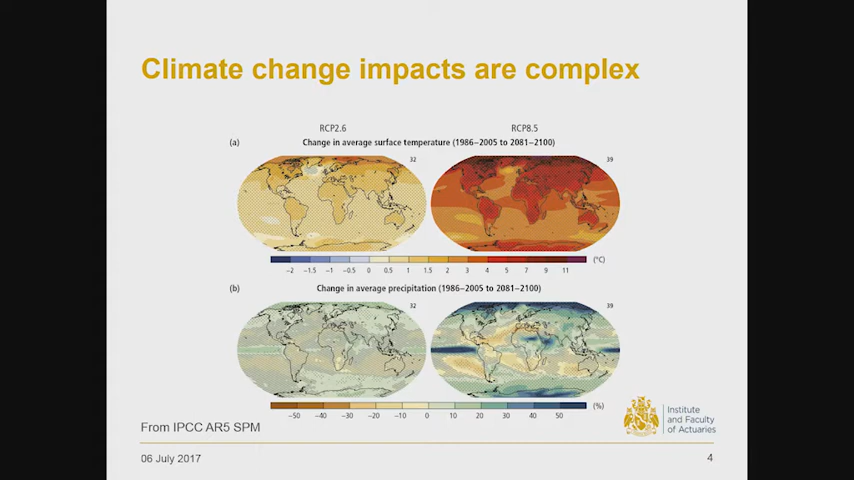 Climate change impacts are complex
RCP2.6 RCP8.5
(a) Change in average surface temperature (1986−2005 to 2081−2100)
32 39
−2 −1.5 −1 −0.5 0 0.5 1 1.5 2 3 4 5 7 9 11 (°C)
(b) Change in average precipitation (1986−2005 to 2081−2100)
32 39
−50 −40 −30 −20 −10 0 10 20 30 40 50 (%)
From IPCC AR5 SPM
Institute
and Faculty
of Actuaries
06 July 2017 4